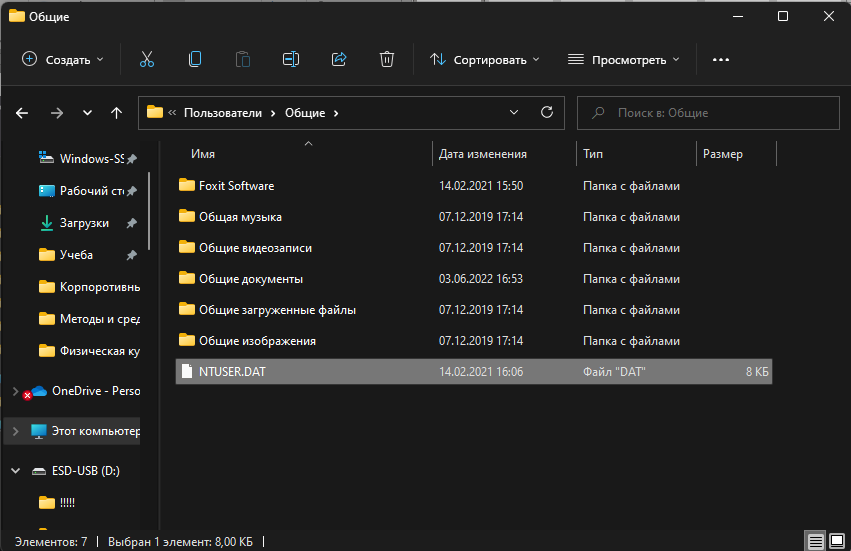 Общие
Создать
Сортировать
Просмотреть
Пользователи
Общие
Поиск в: Общие
Имя
Дата изменения
Тип
Размер
Windows-SS
Рабочий сто
Загрузки
Учеба
Корпоротивны
Методы и сред
Физическая ку
OneDrive - Perso
Этот компьютер
ESD-USB (D:)
!!!!!
Foxit Software 14.02.2021 15:50 Папка с файлами
Общая музыка 07.12.2019 17:14 Папка с файлами
Общие видеозаписи 07.12.2019 17:14 Папка с файлами
Общие документы 03.06.2022 16:53 Папка с файлами
Общие загруженные файлы 07.12.2019 17:14 Папка с файлами
Общие изображения 07.12.2019 17:14 Папка с файлами
NTUSER.DAT 14.02.2021 16:06 Файл "DAT" 8 КБ
Элементов: 7
Выбран 1 элемент: 8,00 КБ